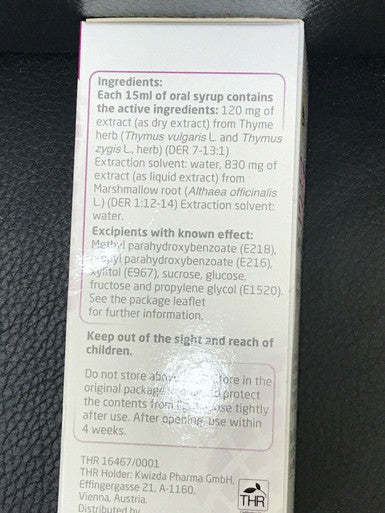 Ingredients:
Each 15ml of oral syrup contains
the active ingredients: 120 mg of
extract (as dry extract) from Thyme
herb (Thymus vulgaris L. and Thymus
zygis L., herb) (DER 7-13:1)
Extraction solvent: water, 830 mg of
extract (as liquid extract) from
Marshmallow root (Althaea officinalis
L.) (DER 1:12-14) Extraction solvent:
water.
Excipients with known effect:
Methyl parahydroxybenzoate (E218),
parahydroxybenzoate (E216),
xylitol (E967), sucrose, glucose,
fructose and propylene glycol (E1520).
See the package leaflet
for further information.
Keep out of the sight and reach of
children.
Do not store in the
original package protect
the contents from tightly
after use. After opening, use within
4 weeks.
THR 16467/0001
THR Holder: Kwizda Pharma GmbH,
Effingergasse 21, A-1160,
Vienna, Austria.
Distributed by
THR